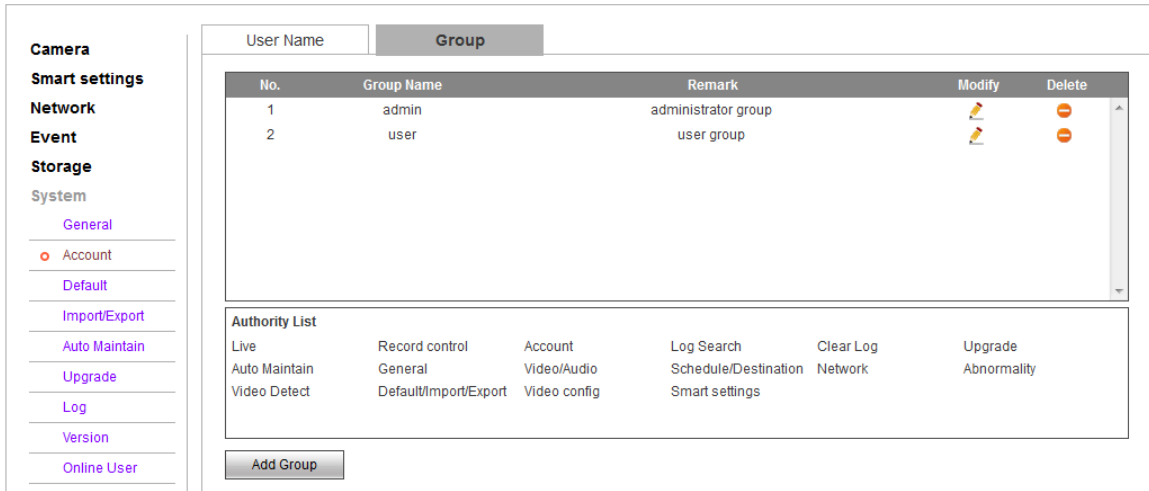 Camera
Smart settings
Network
Event
Storage
System
General
Account
Default
Import/Export
Auto Maintain
Upgrade
Log
Version
Online User
User Name Group
No. Group Name Remark Modify Delete
1 admin administrator group
2 user user group
Authority List
Live Record control Account Log Search Clear Log Upgrade
Auto Maintain General Video/Audio Schedule/Destination Network Abnormality
Video Detect Default/Import/Export Video config Smart settings
Add Group